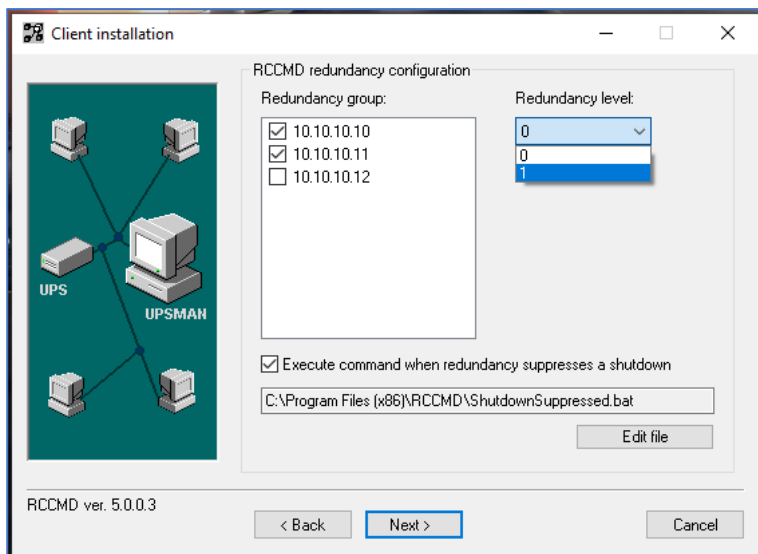 Client installation
RCCMD redundancy configuration
Redundancy group:
Redundancy level:
10.10.10.10
10.10.10.11
10.10.10.12
0
0
1
UPS
UPSMAN
Execute command when redundancy suppresses a shutdown
C:\Program Files (x86)\RCCMD\ShutdownSuppressed.bat
Edit file
RCCMD ver. 5.0.0.3
< Back
Next >
Cancel